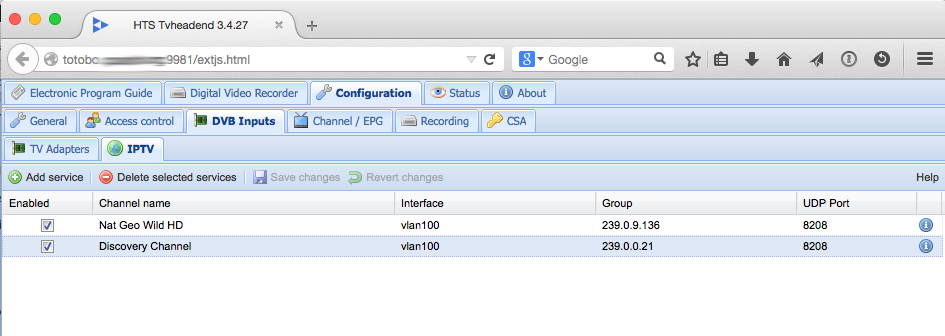 HTS Tvheadend 3.4.27
9981/extjs.html Google
Electronic Program Guide Digital Video Recorder Configuration Status About
General Access control DVB Inputs Channel / EPG Recording CSA
TV Adapters IPTV
Add service Delete selected services Save changes Revert changes Help
Enabled Channel name Interface Group UDP Port
Nat Geo Wild HD vlan100 239.0.9.136 8208
Discovery Channel vlan100 239.0.0.21 8208